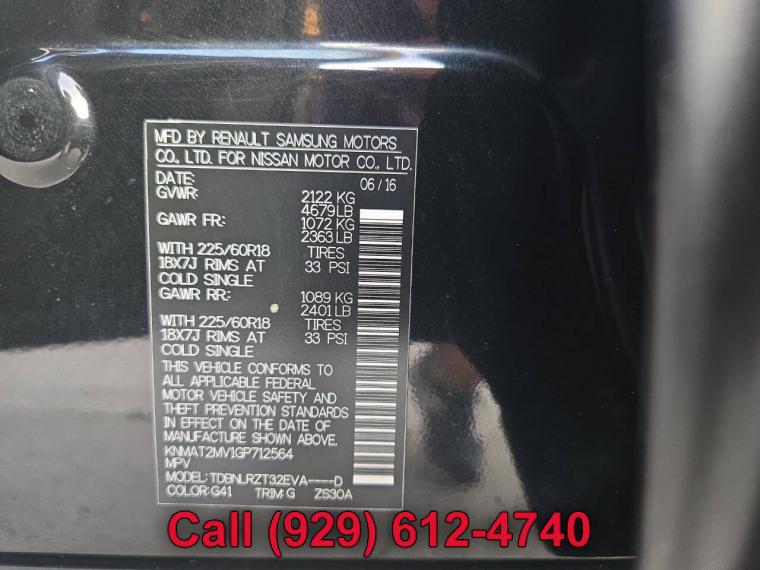 MFD BY RENAULT SAMSUNG MOTORS
CO., LTD. FOR NISSAN MOTOR CO., LTD.
DATE: 06 / 16
GVWR: 2122 KG
4679 LB
GAWR FR: 1072 KG
2363 LB
WITH 225/60R18 TIRES
18X7J RIMS AT 33 PSI
COLD SINGLE
GAWR RR: 1089 KG
2401 LB
WITH 225/60R18 TIRES
18X7J RIMS AT 33 PSI
COLD SINGLE
THIS VEHICLE CONFORMS TO
ALL APPLICABLE FEDERAL
MOTOR VEHICLE SAFETY AND
THEFT PREVENTION STANDARDS
IN EFFECT ON THE DATE OF
MANUFACTURE SHOWN ABOVE.
KNMAT2MV1GP712564
MPV
MODEL: TDBNLRZT32EVA----D
COLOR: G41 TRIM: G ZS30A
Call (929) 612-4740